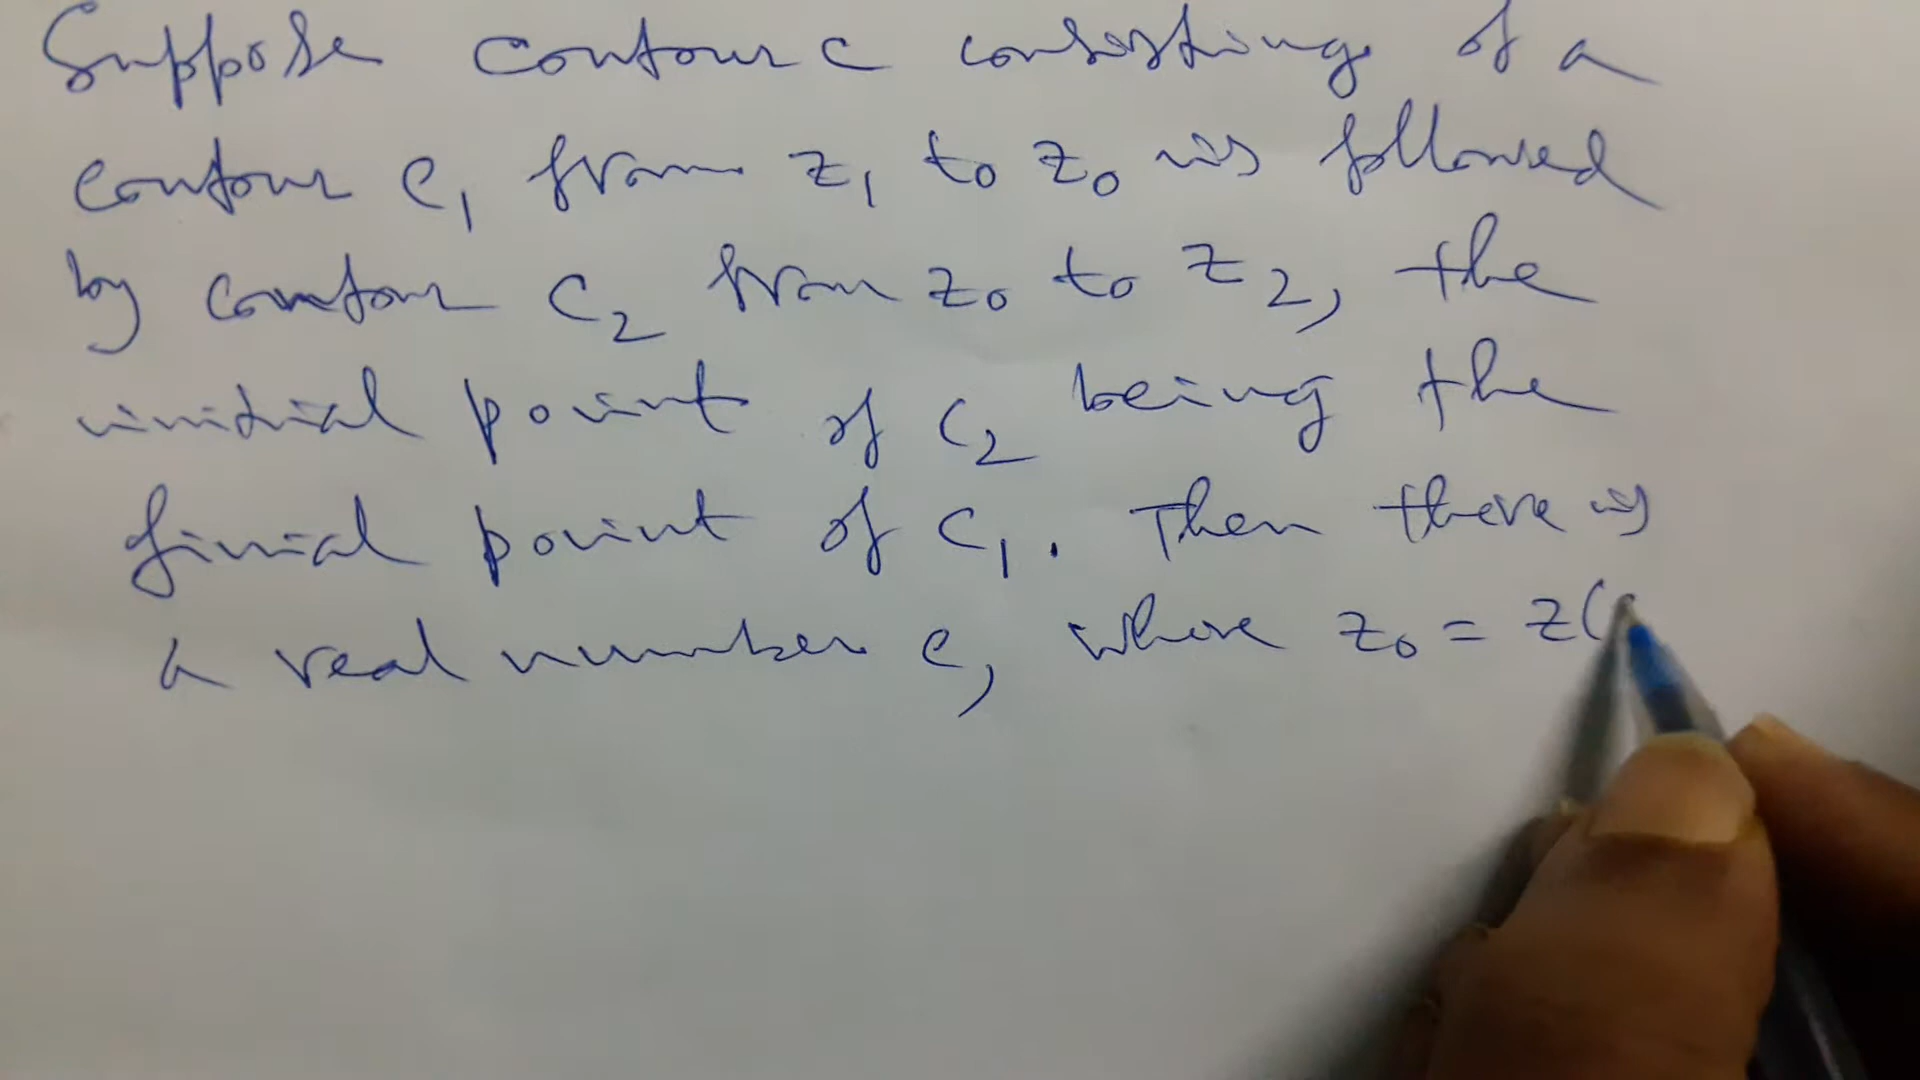 Suppose contour C consisting of a
contour C₁ from z₁ to z₀ is followed
by contour C₂ from z₀ to z₂, the
initial point of C₂ being the
final point of C₁. Then there is
a real number c, where z₀ = z(